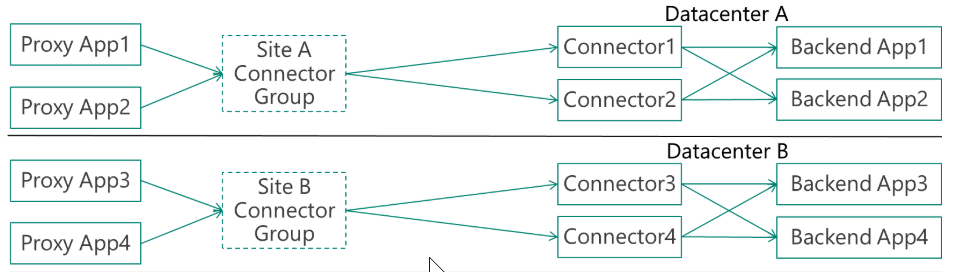 Datacenter A
Proxy App1
Site A
Connector
Group
Connector1
Backend App1
Proxy App2
Connector2
Backend App2
Datacenter B
Proxy App3
Site B
Connector
Group
Connector3
Backend App3
Proxy App4
Connector4
Backend App4